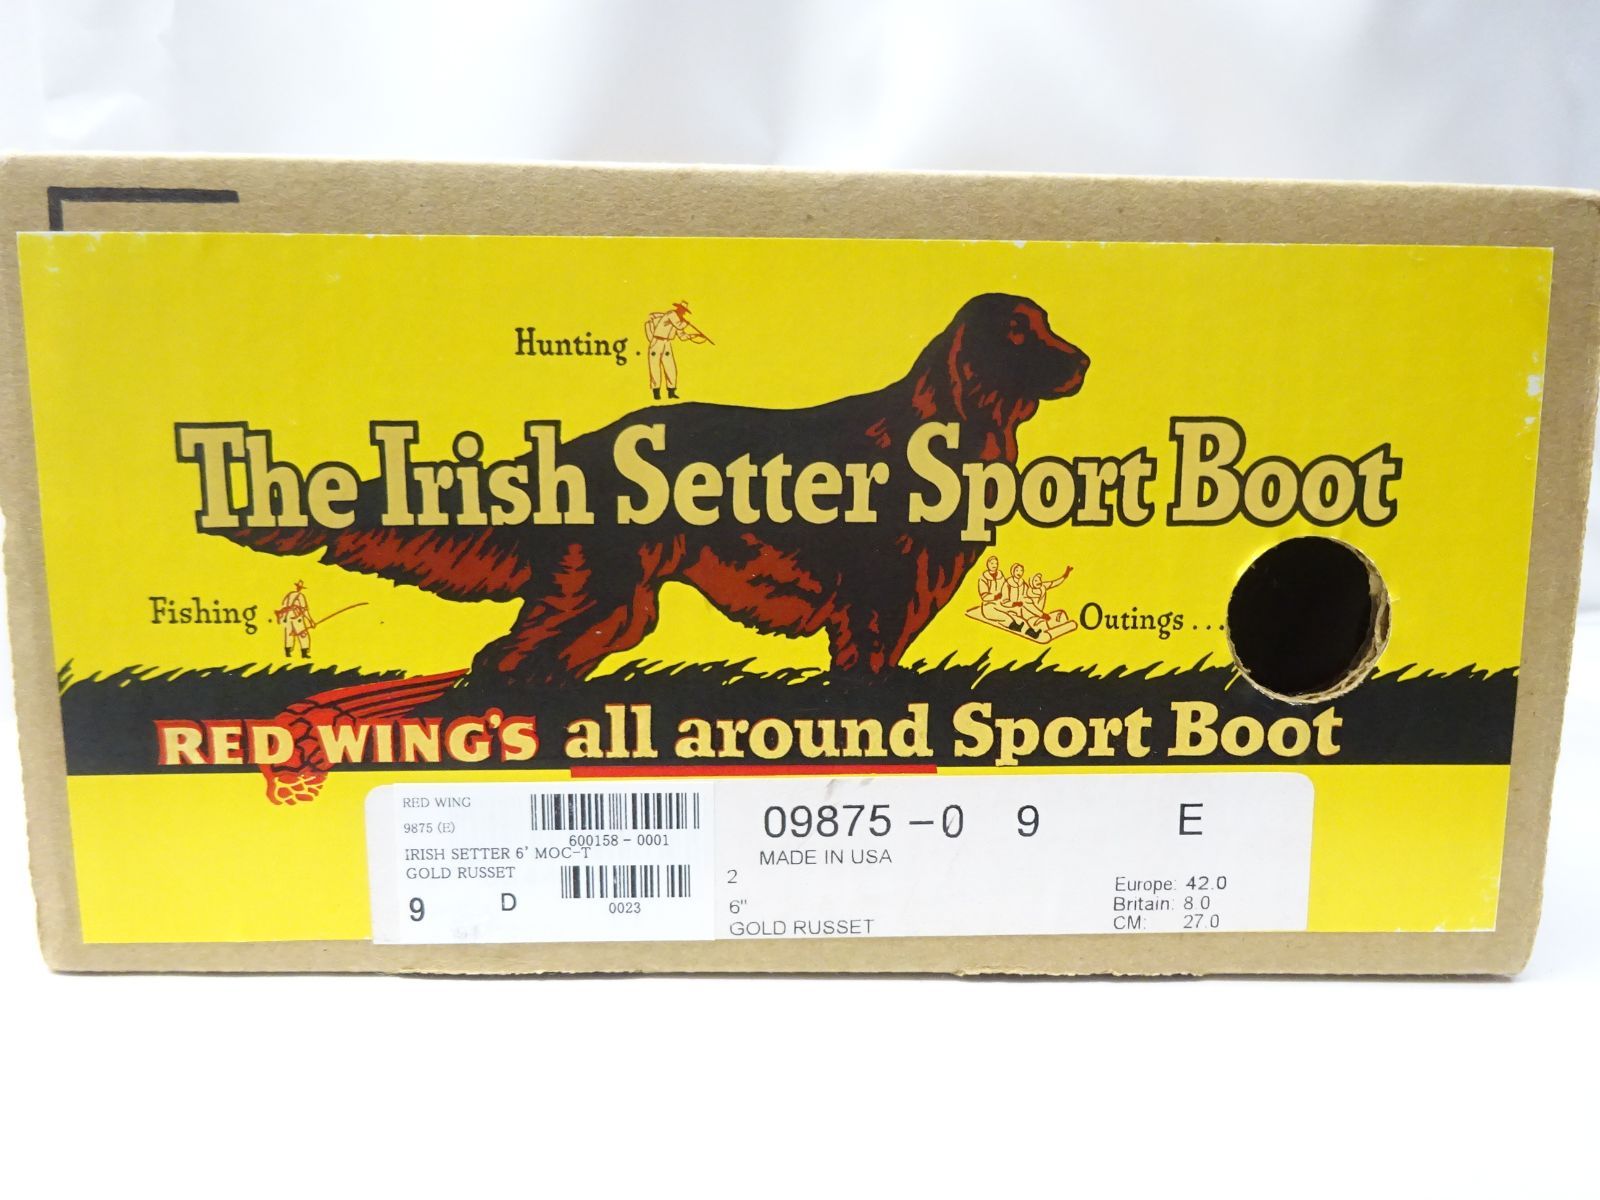 Hunting .
The Irish Setter Sport Boot
Fishing .
Outings ...
RED WING'S all around Sport Boot
RED WING
9875 (E)
600158-0001
IRISH SETTER 6' MOC-T
GOLD RUSSET
9 D
0023
09875-0 9 E
MADE IN USA
2
6"
GOLD RUSSET
Europe: 42.0
Britain: 8.0
CM: 27.0